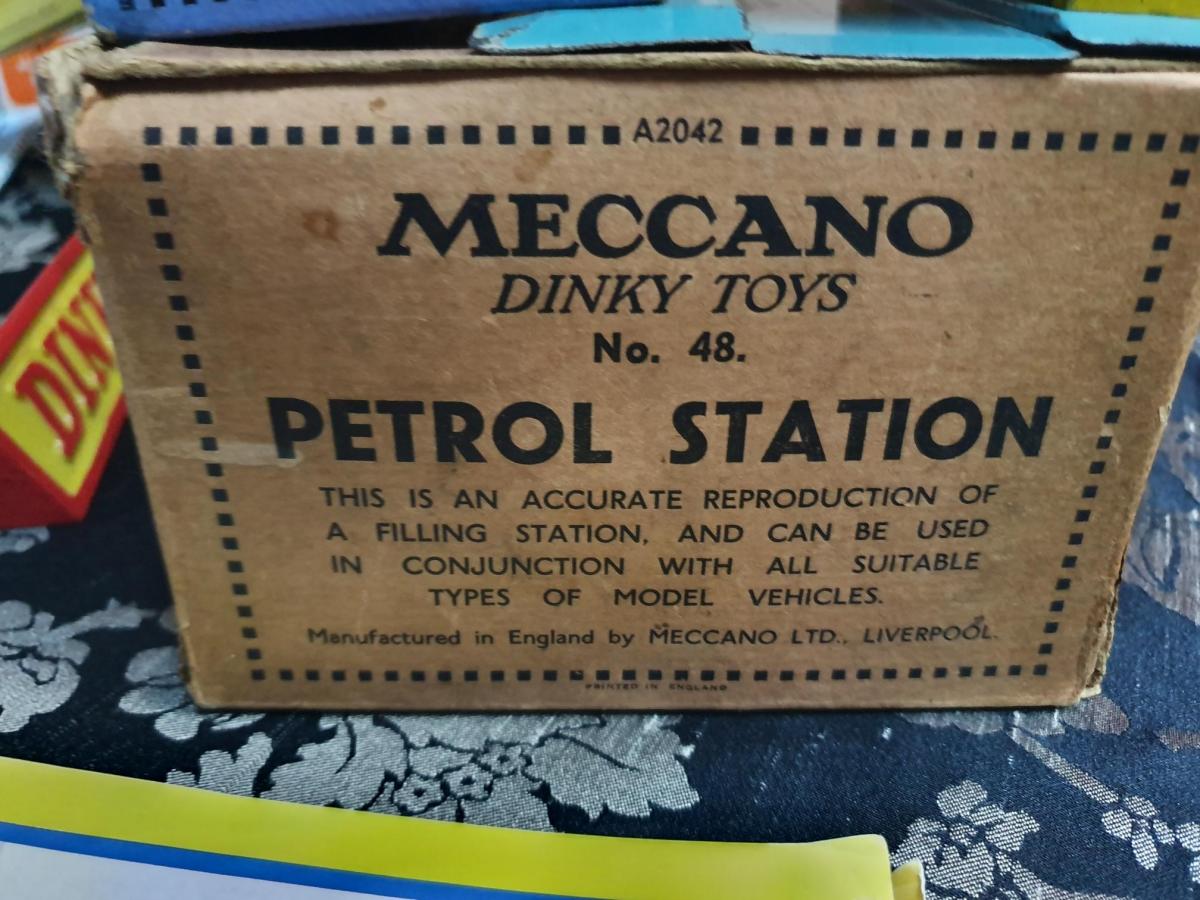 A2042
MECCANO
DINKY TOYS
No. 48.
PETROL STATION
THIS IS AN ACCURATE REPRODUCTION OF
A FILLING STATION, AND CAN BE USED
IN CONJUNCTION WITH ALL SUITABLE
TYPES OF MODEL VEHICLES.
Manufactured in England by MECCANO LTD., LIVERPOOL.
PRINTED IN ENGLAND
DIN